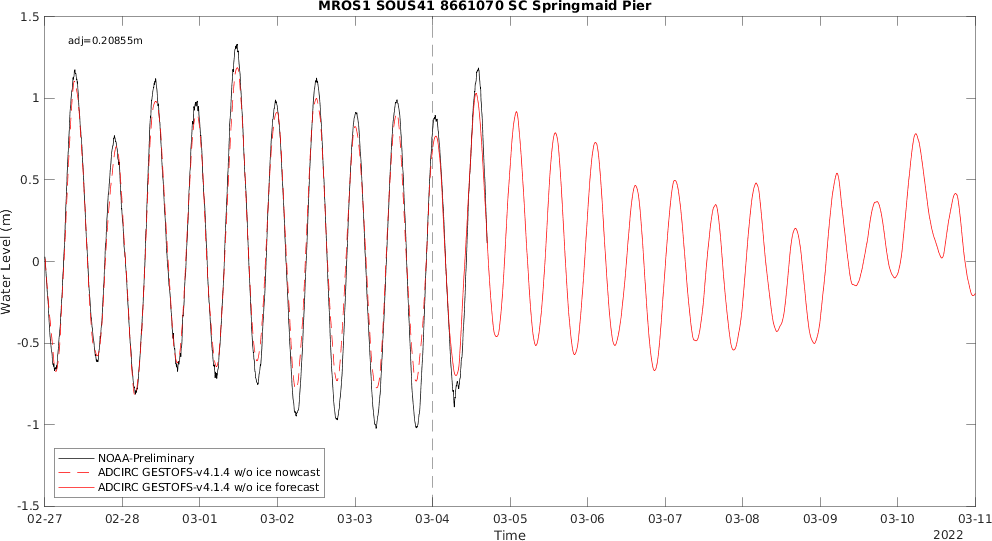 MROS1 SOUS41 8661070 SC Springmaid Pier
adj=0.20855m
1.5
1
0.5
0
-0.5
-1
-1.5
Water Level (m)
NOAA-Preliminary
ADCIRC GESTOFS-v4.1.4 w/o ice nowcast
ADCIRC GESTOFS-v4.1.4 w/o ice forecast
02-27 02-28 03-01 03-02 03-03 03-04 03-05 03-06 03-07 03-08 03-09 03-10 03-11
Time
2022